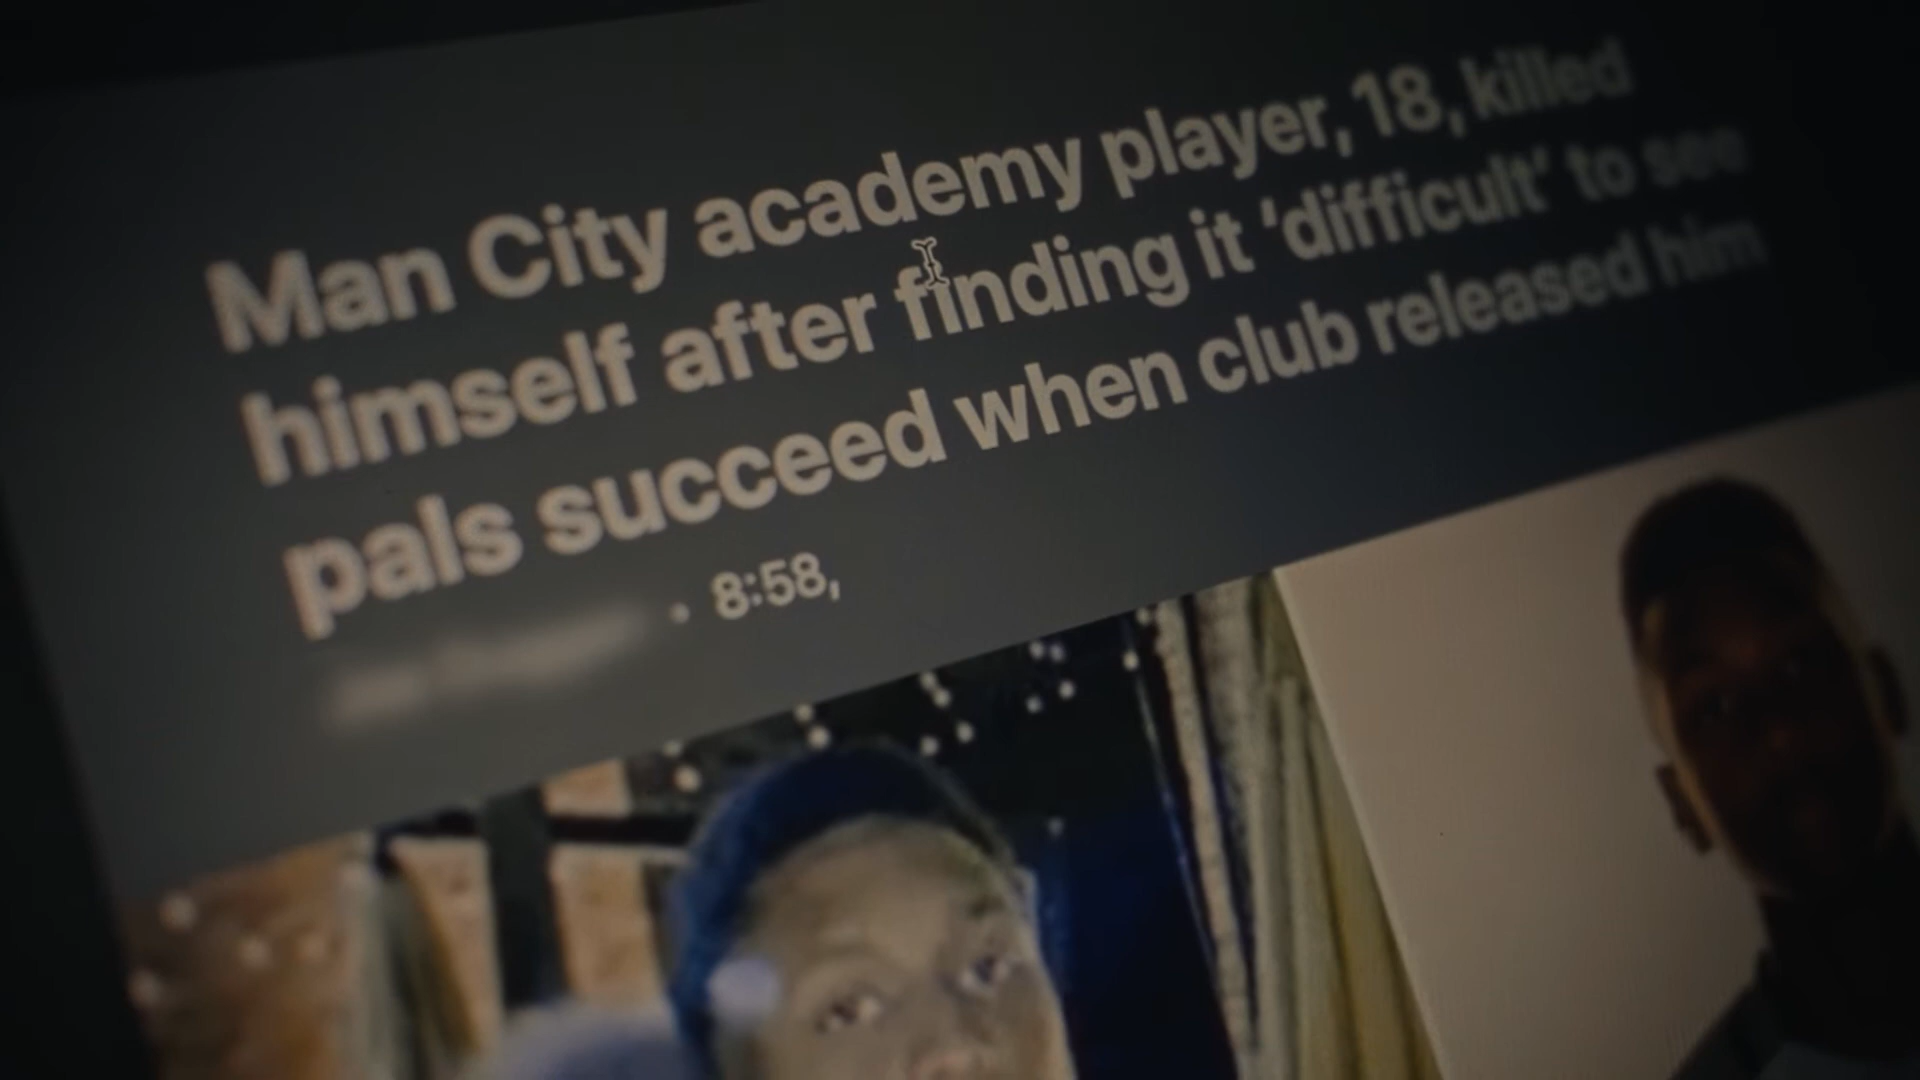 Man City academy player, 18, killed
himself after finding it ‘difficult’ to see
pals succeed when club released him
• 8:58,